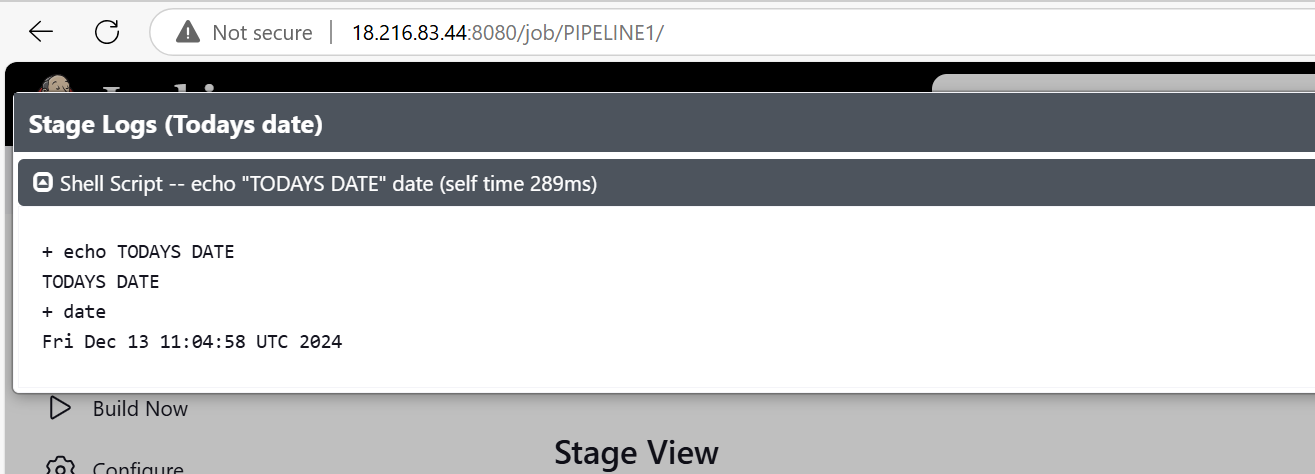 Not secure | 18.216.83.44:8080/job/PIPELINE1/
Stage Logs (Todays date)
Shell Script -- echo "TODAYS DATE" date (self time 289ms)
+ echo TODAYS DATE
TODAYS DATE
+ date
Fri Dec 13 11:04:58 UTC 2024
Build Now
Stage View
Configure